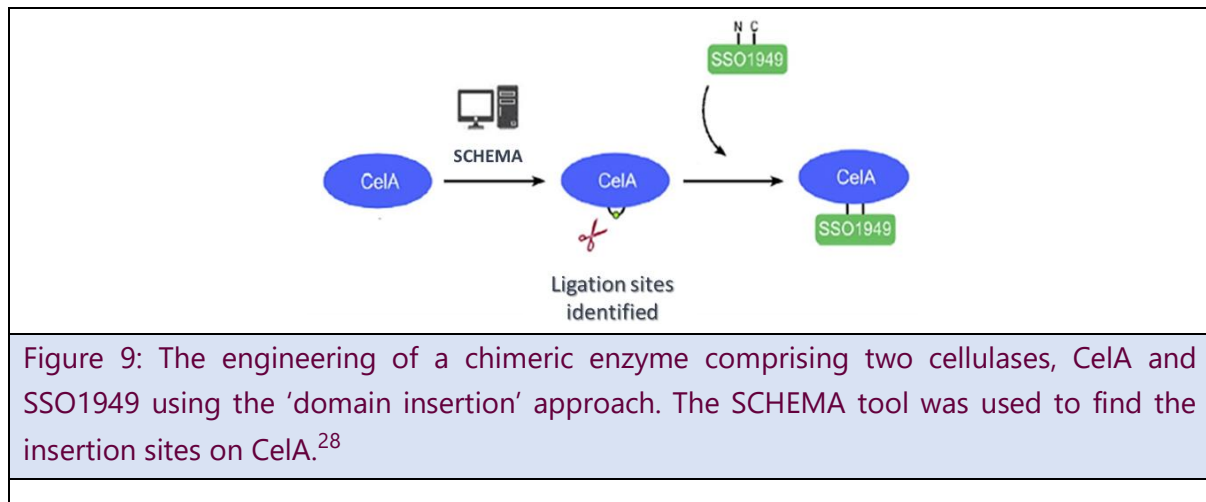 N C
SSO1949
SCHEMA
CelA
CelA
CelA
SSO1949
Ligation sites
identified
Figure 9: The engineering of a chimeric enzyme comprising two cellulases, CelA and
SSO1949 using the ‘domain insertion’ approach. The SCHEMA tool was used to find the
insertion sites on CelA.28